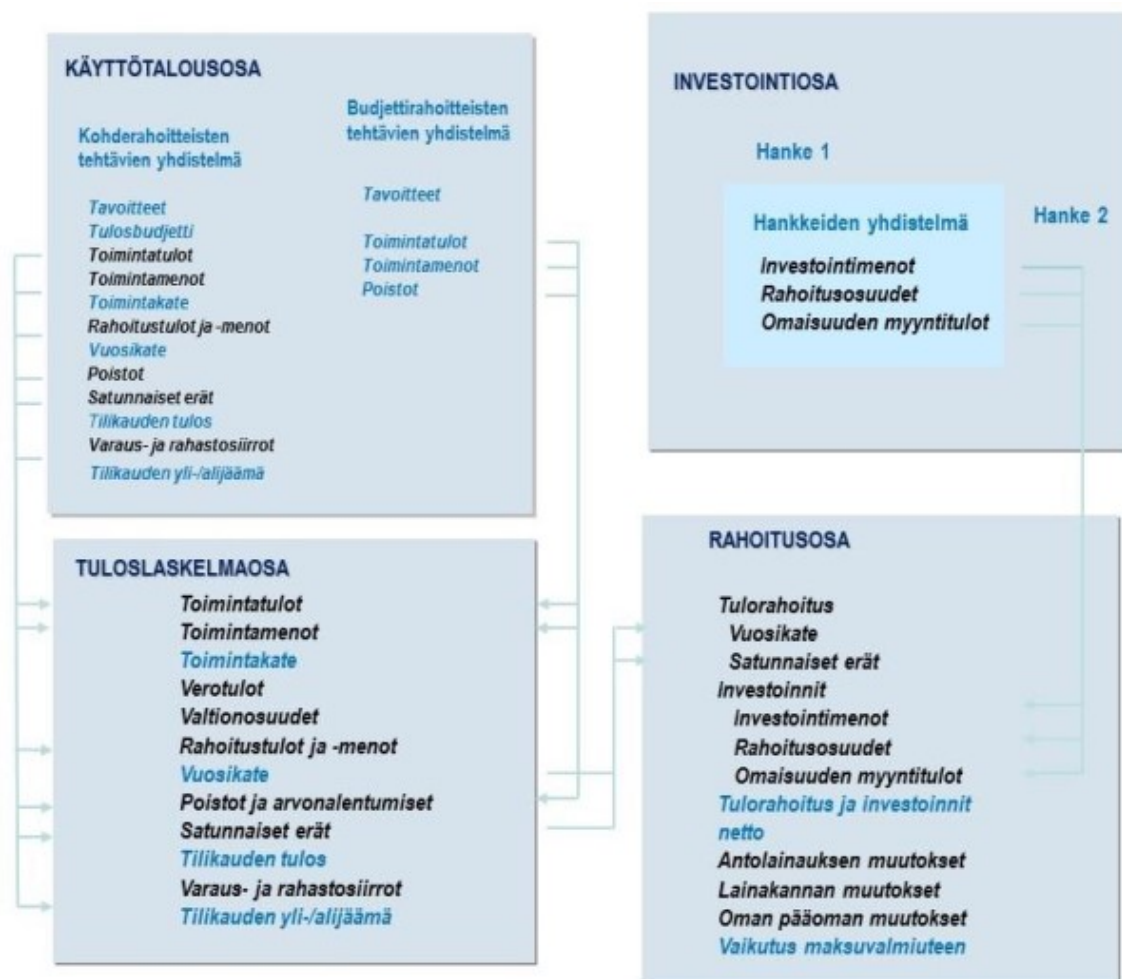 KÄYTTÖTALOUSOSA
Kohderahoitteisten
tehtävien yhdistelmä
Tavoitteet
Tulosbudjetti
Toimintatulot
Toimintamenot
Toimintakate
Rahoitustulot ja -menot
Vuosikate
Poistot
Satunnaiset erät
Tilikauden tulos
Varaus- ja rahastosiirrot
Tilikauden yli-/alijäämä
Budjettirahoitteisten
tehtävien yhdistelmä
Tavoitteet
Toimintatulot
Toimintamenot
Poistot
INVESTOINTIOSA
Hanke 1
Hankkeiden yhdistelmä
Investointimenot
Rahoitusosuudet
Omaisuuden myyntitulot
Hanke 2
TULOSLASKELMAOSA
Toimintatulot
Toimintamenot
Toimintakate
Verotulot
Valtionosuudet
Rahoitustulot ja -menot
Vuosikate
Poistot ja arvonalentumiset
Satunnaiset erät
Tilikauden tulos
Varaus- ja rahastosiirrot
Tilikauden yli-/alijäämä
RAHOITUSOSA
Tulorahoitus
Vuosikate
Satunnaiset erät
Investoinnit
Investointimenot
Rahoitusosuudet
Omaisuuden myyntitulot
Tulorahoitus ja investoinnit
netto
Antolainauksen muutokset
Lainakannan muutokset
Oman pääoman muutokset
Vaikutus maksuvalmiuteen